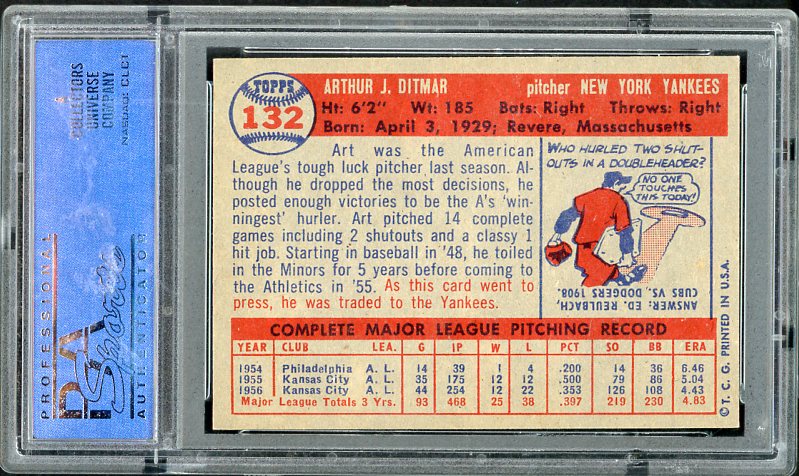 COLLECTORS
UNIVERSE
COMPANY
NASDAQ: CLCT
PROFESSIONAL
PSA
AUTHENTICATOR
TOPPS
132
ARTHUR J. DITMAR pitcher NEW YORK YANKEES
Ht: 6'2" Wt: 185 Bats: Right Throws: Right
Born: April 3, 1929; Revere, Massachusetts
Art was the American
League's tough luck pitcher last season. Al-
though he dropped the most decisions, he
posted enough victories to be the A's 'win-
ningest' hurler. Art pitched 14 complete
games including 2 shutouts and a classy 1
hit job. Starting in baseball in '48, he toiled
in the Minors for 5 years before coming to
the Athletics in '55. As this card went to
press, he was traded to the Yankees.
WHO HURLED TWO SHUT-
OUTS IN A DOUBLEHEADER?
NO ONE
TOUCHES
THIS TODAY!
ANSWER: ED. REULBACH,
CUBS VS., DODGERS 1908.
COMPLETE MAJOR LEAGUE PITCHING RECORD
YEAR CLUB LEA. G IP W L PCT SO BB ERA
1954 Philadelphia A. L. 14 39 1 4 .200 14 36 6.46
1955 Kansas City A. L. 35 175 12 12 .500 79 86 5.04
1956 Kansas City A. L. 44 254 12 22 .353 126 108 4.43
Major League Totals 3 Yrs. 93 468 25 38 .397 219 230 4.83
© T. C. G. PRINTED IN U.S.A.